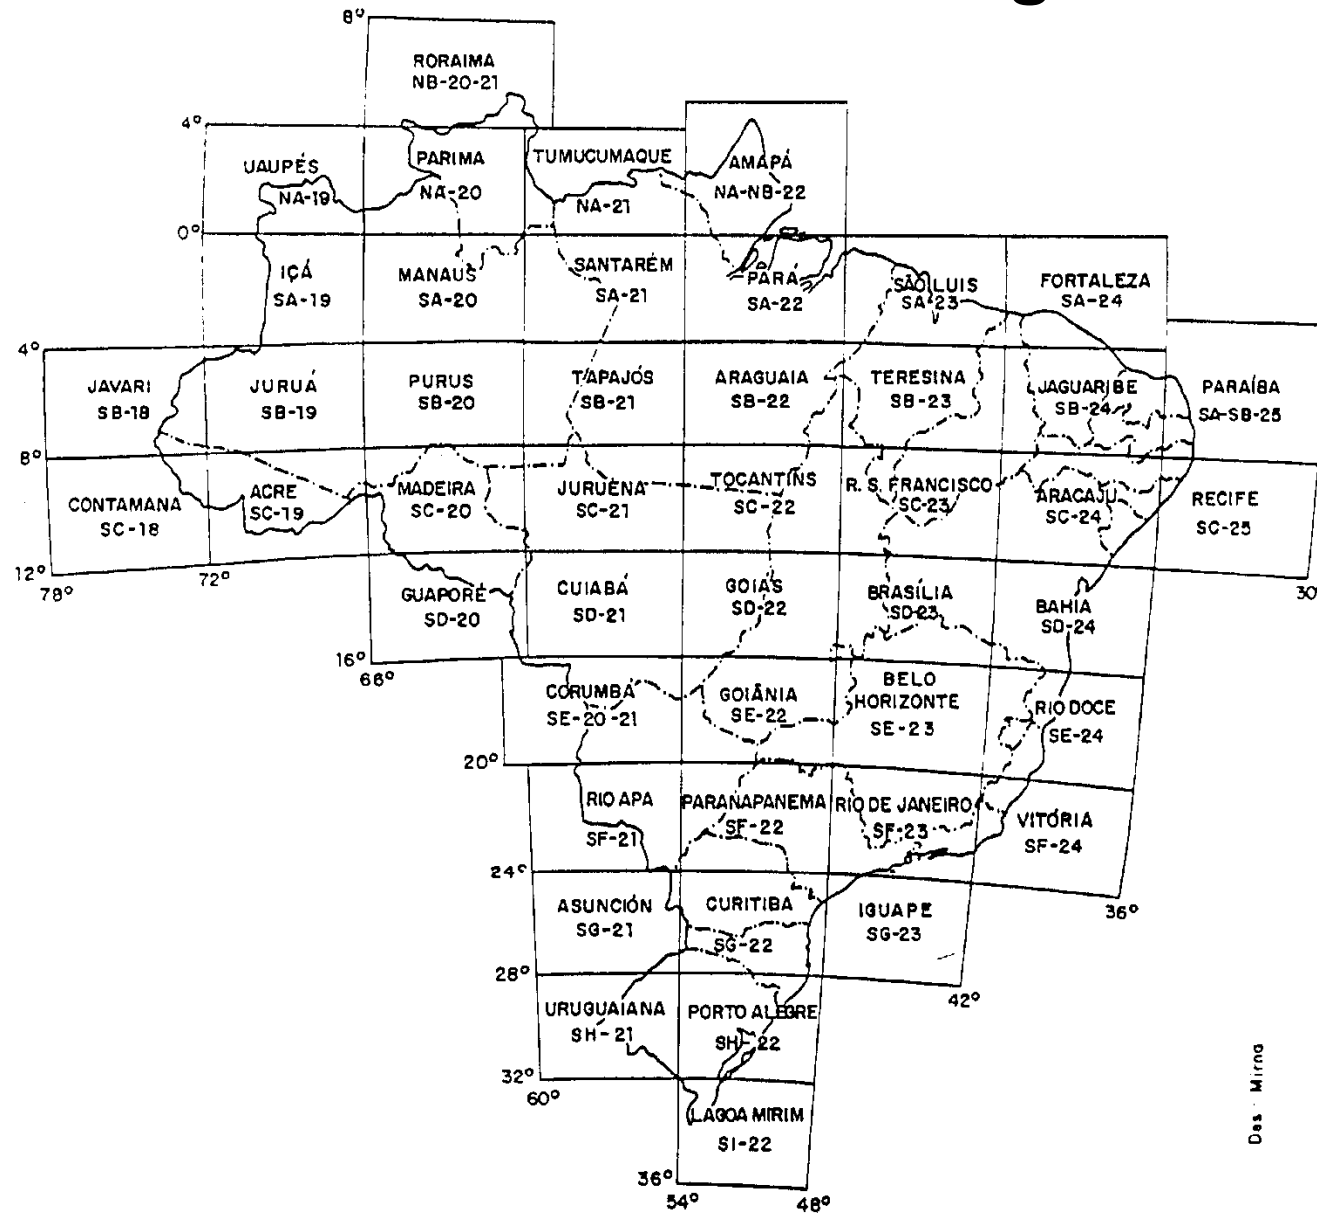 8°
RORAIMA
NB-20-21
4°
UAUPÉS
NA-19
PARIMA
NA-20
TUMUCUMAQUE
NA-21
AMAPÁ
NA-NB-22
0°
IÇÁ
SA-19
MANAUS
SA-20
SANTARÉM
SA-21
PARÁ
SA-22
SÃO LUIS
SA-23
FORTALEZA
SA-24
4°
JAVARI
SB-18
JURUÁ
SB-19
PURUS
SB-20
TAPAJÓS
SB-21
ARAGUAIA
SB-22
TERESINA
SB-23
JAGUARIBE
SB-24
PARAÍBA
SA-SB-25
8°
CONTAMANA
SC-18
ACRE
SC-19
MADEIRA
SC-20
JURUENA
SC-21
TOCANTINS
SC-22
R. S. FRANCISCO
SC-23
ARACAJU
SC-24
RECIFE
SC-25
12°
78°
72°
30°
GUAPORÉ
SD-20
CUIABÁ
SD-21
GOIÁS
SD-22
BRASÍLIA
SD-23
BAHIA
SD-24
16°
66°
CORUMBÁ
SE-20-21
GOIÂNIA
SE-22
BELO
HORIZONTE
SE-23
RIO DOCE
SE-24
20°
RIO APA
SF-21
PARANAPANEMA
SF-22
RIO DE JANEIRO
SF-23
VITÓRIA
SF-24
24°
36°
ASUNCIÓN
SG-21
CURITIBA
SG-22
IGUAPE
SG-23
28°
42°
URUGUAIANA
SH-21
PORTO ALEGRE
SH-22
32°
60°
LAGOA MIRIM
SI-22
36°
54°
48°
Des Mirna